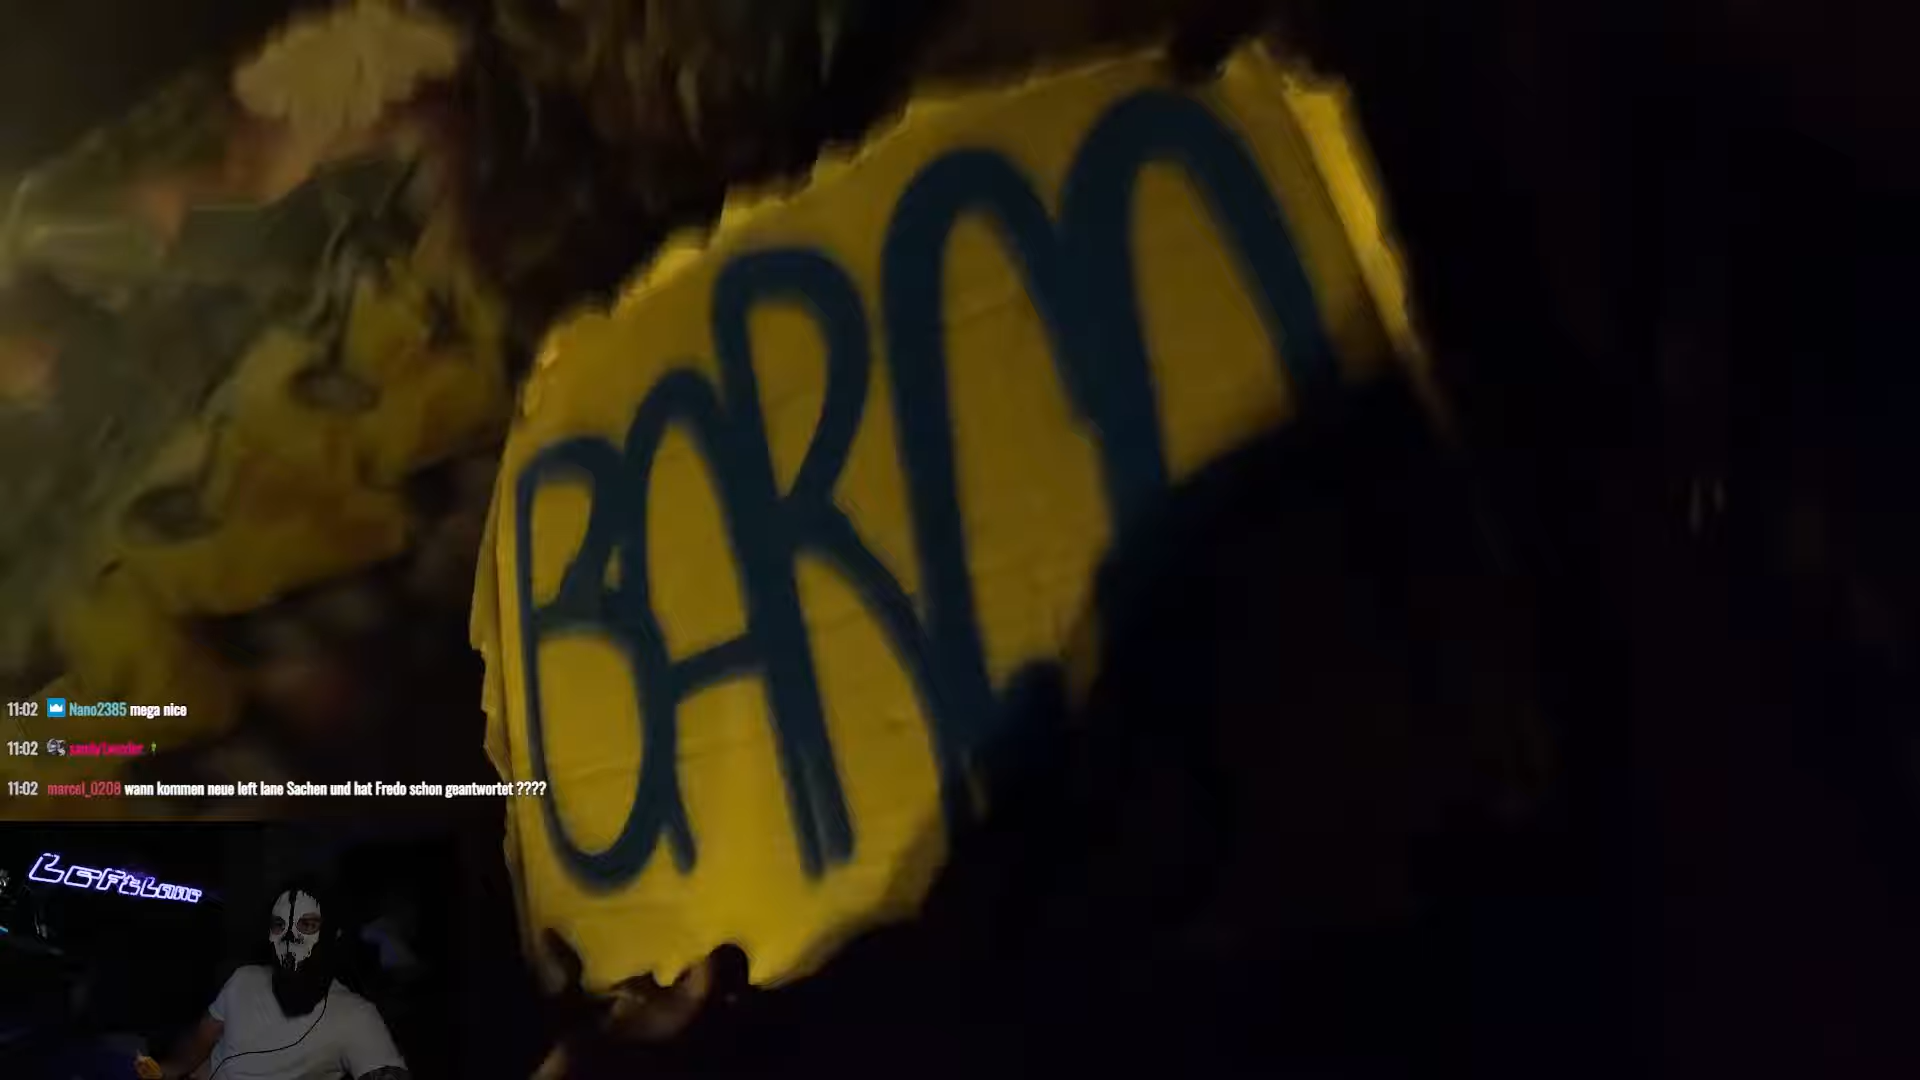 BARM
11:02 Nano2385 mega nice
11:02
11:02 marcel_0208 wann kommen neue left lane Sachen und hat Fredo schon geantwortet ????
LeftLane